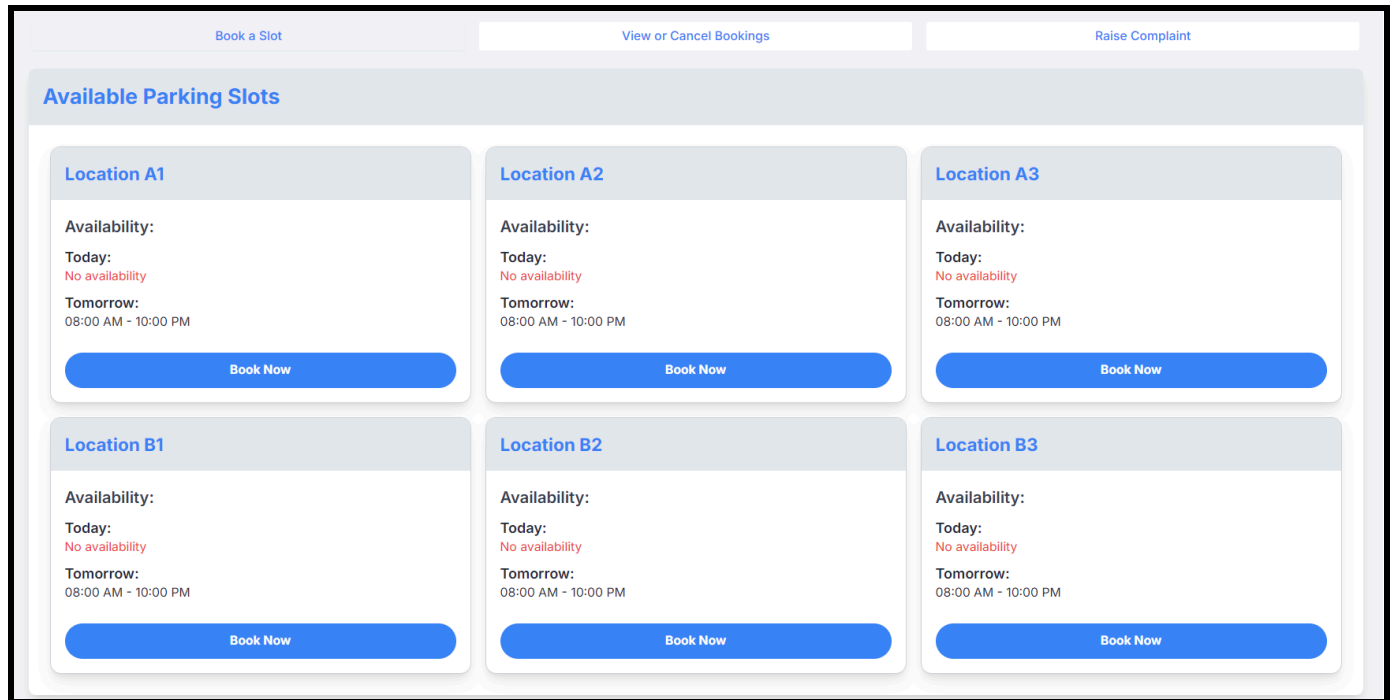 Book a Slot
View or Cancel Bookings
Raise Complaint
Available Parking Slots
Location A1
Availability:
Today:
No availability
Tomorrow:
08:00 AM - 10:00 PM
Book Now
Location A2
Availability:
Today:
No availability
Tomorrow:
08:00 AM - 10:00 PM
Book Now
Location A3
Availability:
Today:
No availability
Tomorrow:
08:00 AM - 10:00 PM
Book Now
Location B1
Availability:
Today:
No availability
Tomorrow:
08:00 AM - 10:00 PM
Book Now
Location B2
Availability:
Today:
No availability
Tomorrow:
08:00 AM - 10:00 PM
Book Now
Location B3
Availability:
Today:
No availability
Tomorrow:
08:00 AM - 10:00 PM
Book Now